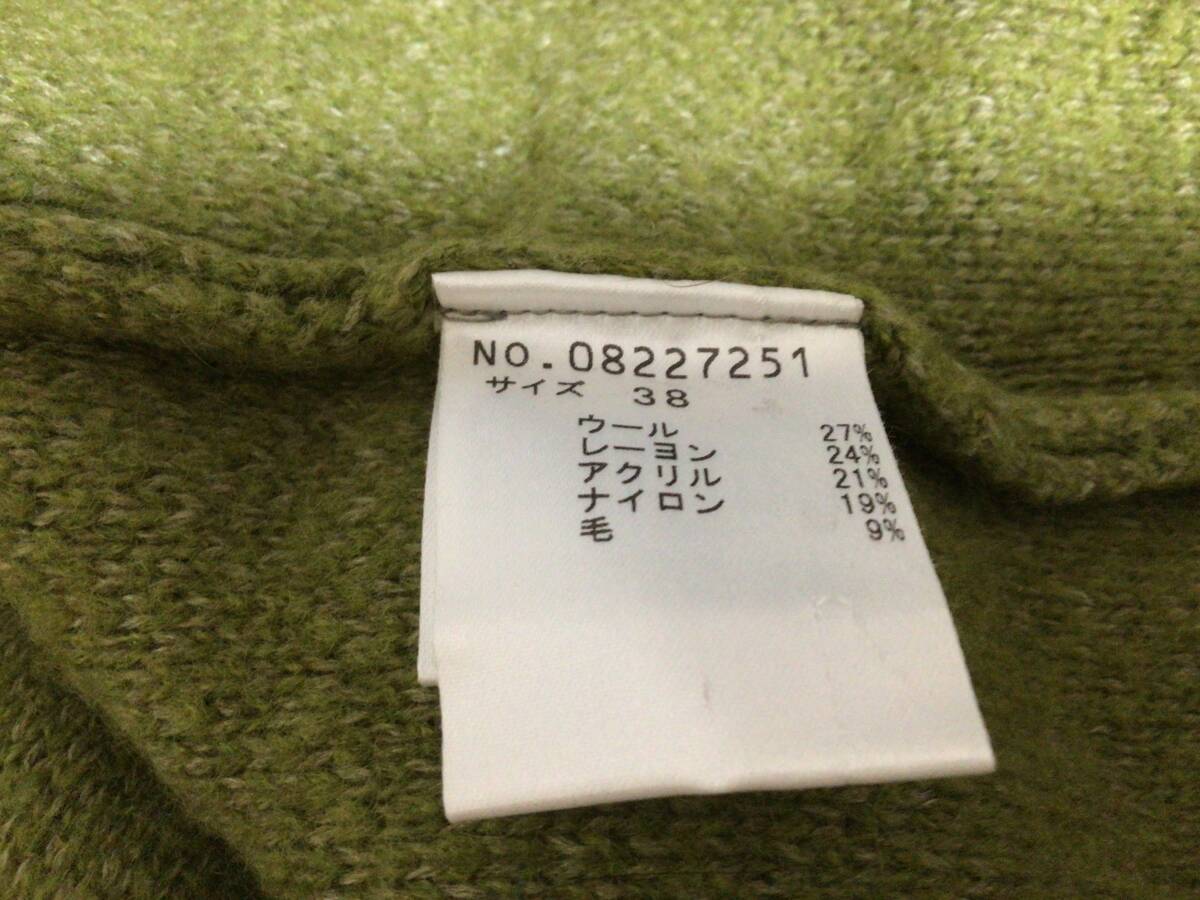 NO.08227251
サイズ 38
ウール 27%
レーヨン 24%
アクリル 21%
ナイロン 19%
毛 9%